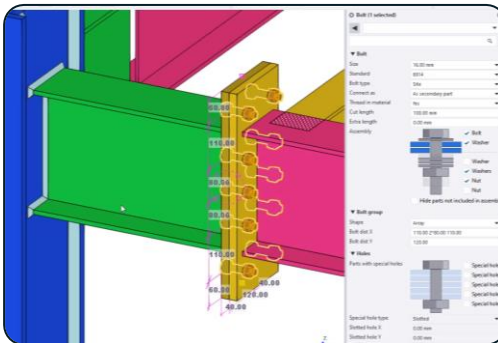 Bolt (1 selected)
Bolt
Size 16.00 mm
Standard 6914
Bolt type Site
Connect as As secondary part
Thread in material No
Cut length 100.00 mm
Extra length 0.00 mm
Assembly
Bolt
Washer
Washer
Washers
Nut
Nut
Hide parts not included in assembl
Bolt group
Shape Array
Bolt dist X 110.00 2*90.00 110.00
Bolt dist Y 120.00
Holes
Parts with special holes
Special hole
Special hole
Special hole
Special hole
Special hole
Special hole type Slotted
Slotted hole X 0.00 mm
Slotted hole Y 0.00 mm
60.00
110.00
110.00
60.00
40.00
120.00
40.00
z